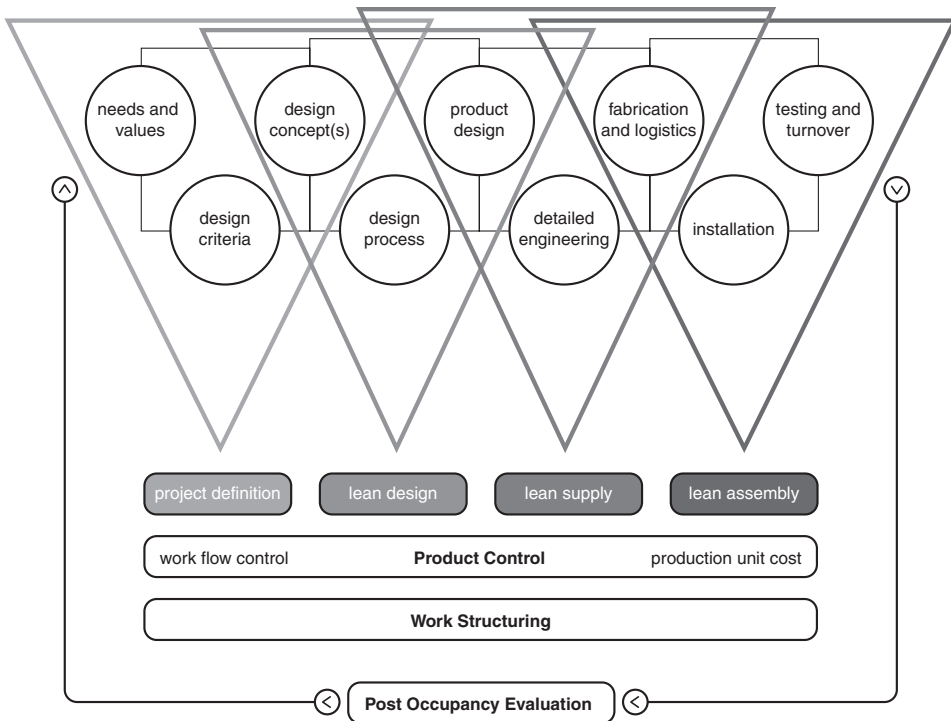 needs and
values
design
concept(s)
product
design
fabrication
and logistics
testing and
turnover
design
criteria
design
process
detailed
engineering
installation
project definition
lean design
lean supply
lean assembly
work flow control
Product Control
production unit cost
Work Structuring
Post Occupancy Evaluation